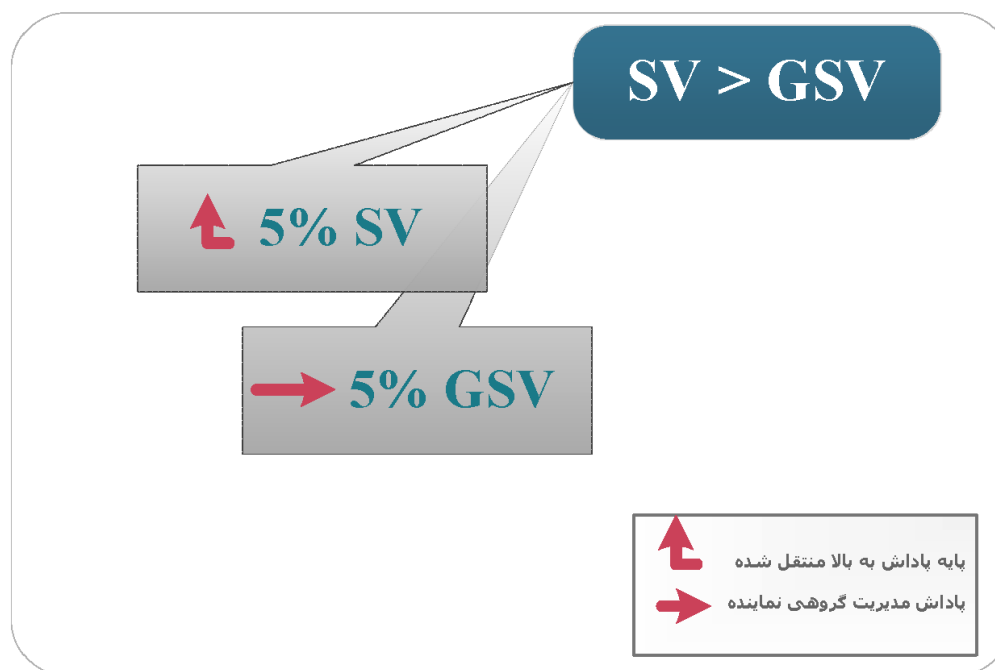 SV > GSV
5% SV
5% GSV
پایه پاداش به بالا منتقل شده
پاداش مدیریت گروهی نماینده